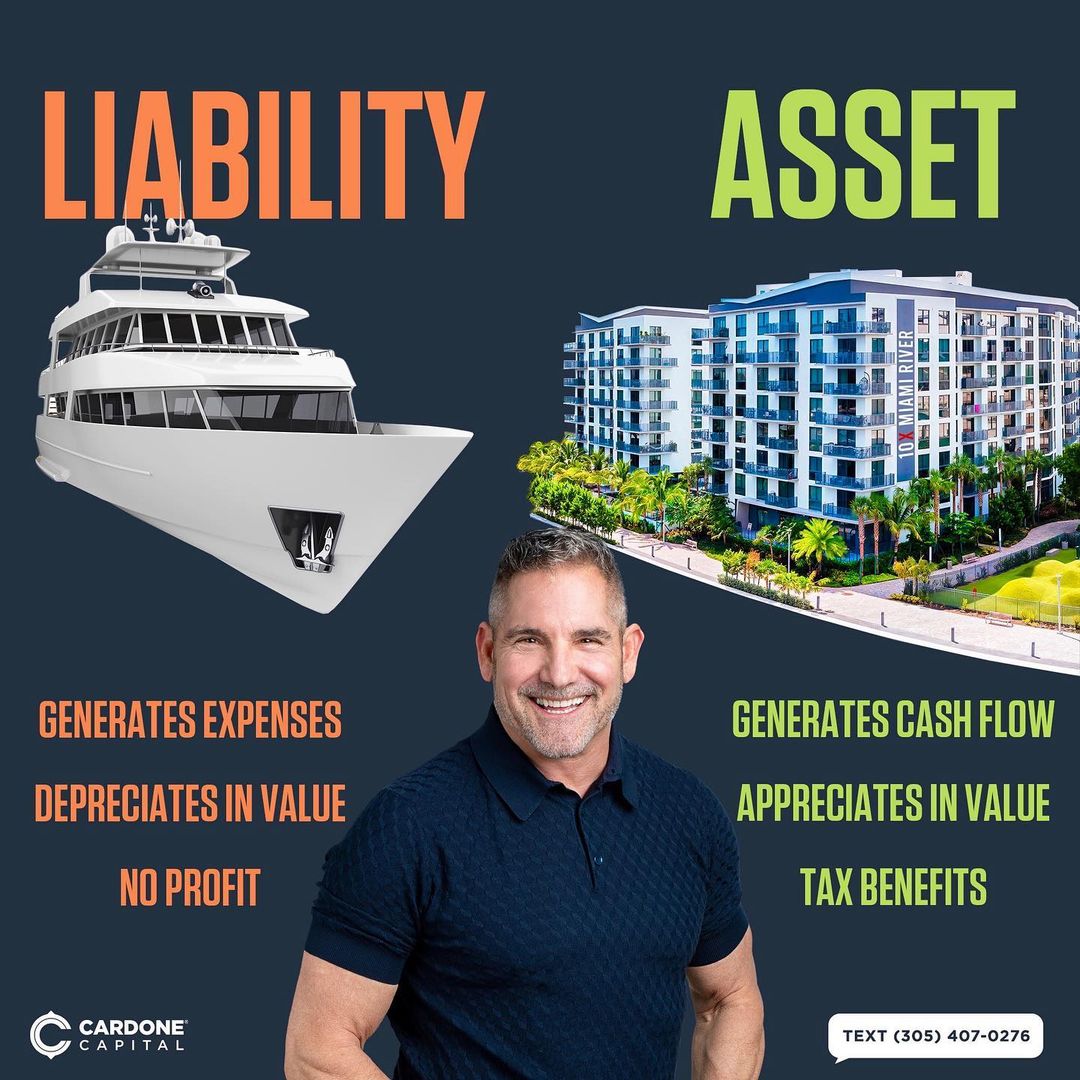 LIABILITY
ASSET
10X MIAMI RIVER
GENERATES EXPENSES
DEPRECIATES IN VALUE
NO PROFIT
GENERATES CASH FLOW
APPRECIATES IN VALUE
TAX BENEFITS
CARDONE®
CAPITAL
TEXT (305) 407-0276